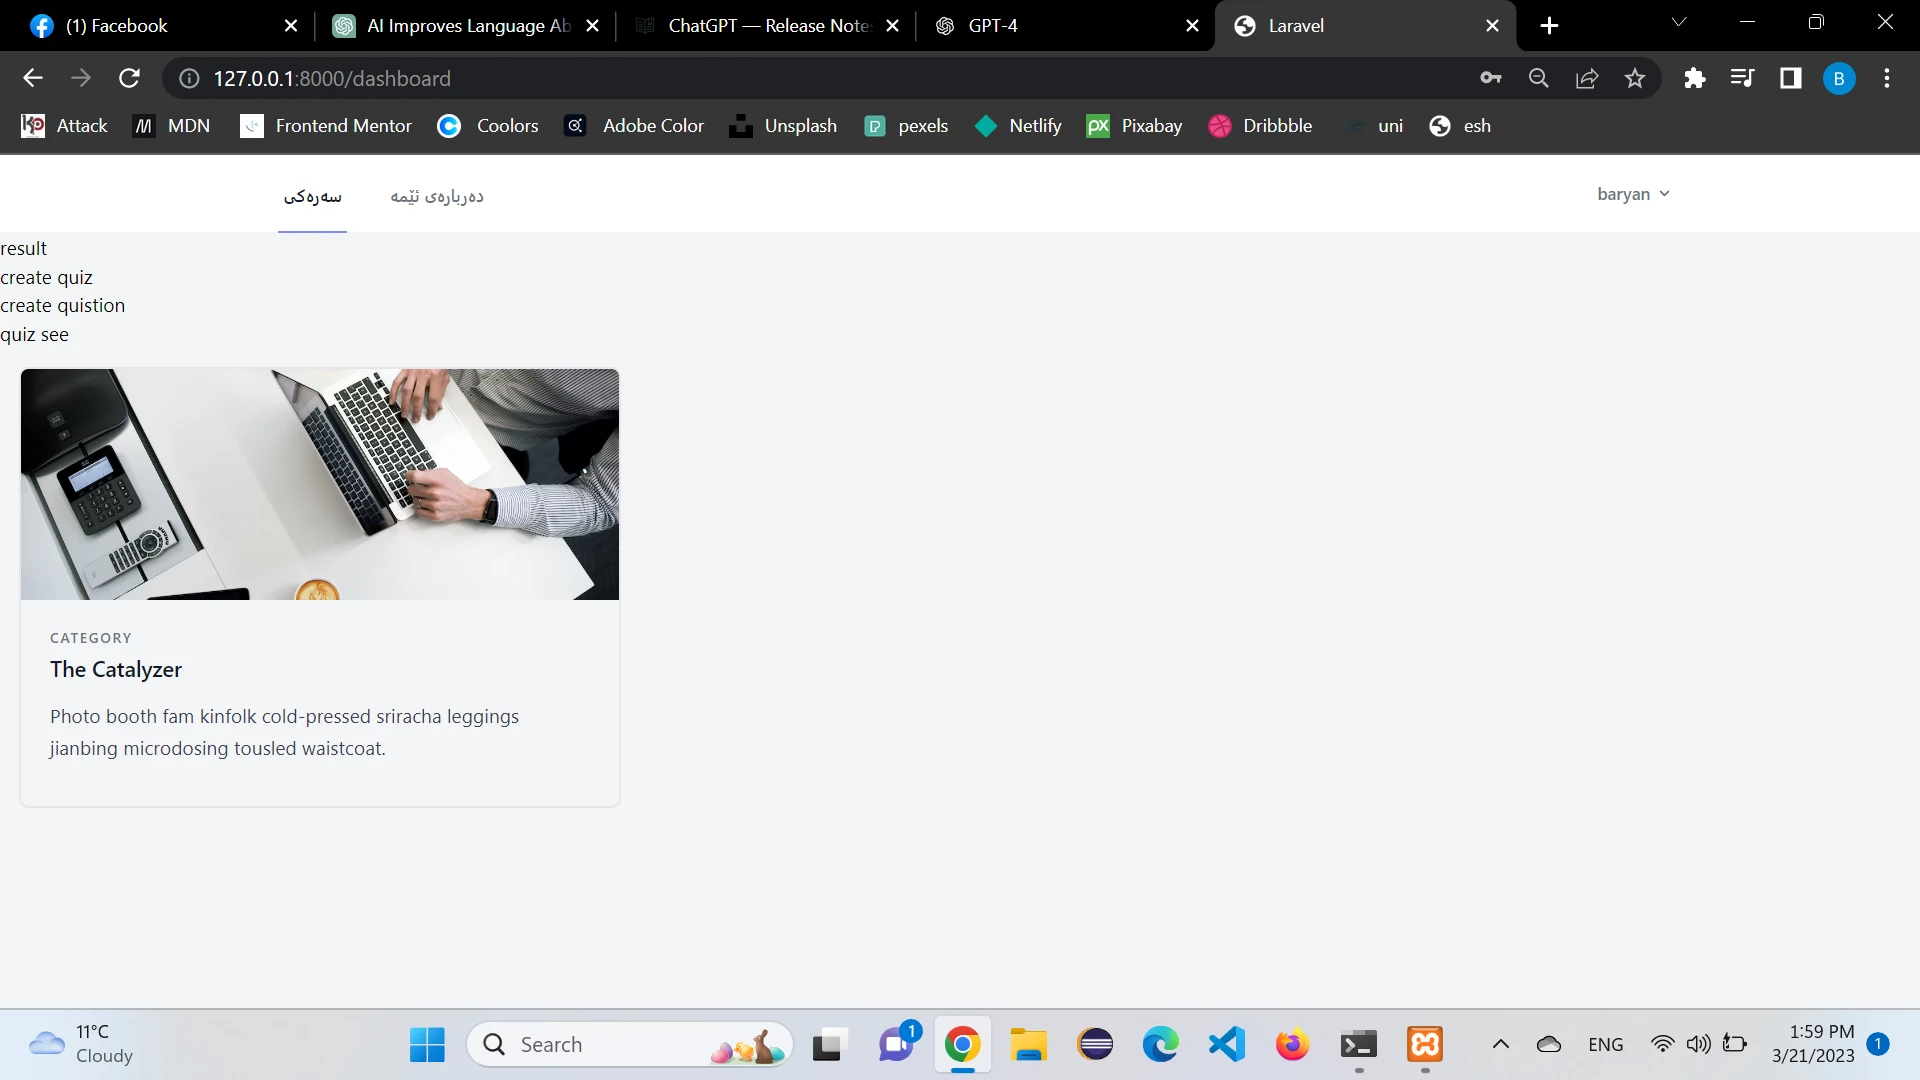 (1) Facebook
AI Improves Language Ab
ChatGPT — Release Note
GPT-4
Laravel
127.0.0.1:8000/dashboard
B
Attack
MDN
Frontend Mentor
Coolors
Adobe Color
Unsplash
pexels
Netlify
Pixabay
Dribbble
uni
esh
سەرەکی
دەربارەی ئێمە
baryan
result
create quiz
create quistion
quiz see
CATEGORY
The Catalyzer
Photo booth fam kinfolk cold-pressed sriracha leggings
jianbing microdosing tousled waistcoat.
11°C
Cloudy
Search
1
ENG
1:59 PM
3/21/2023
1